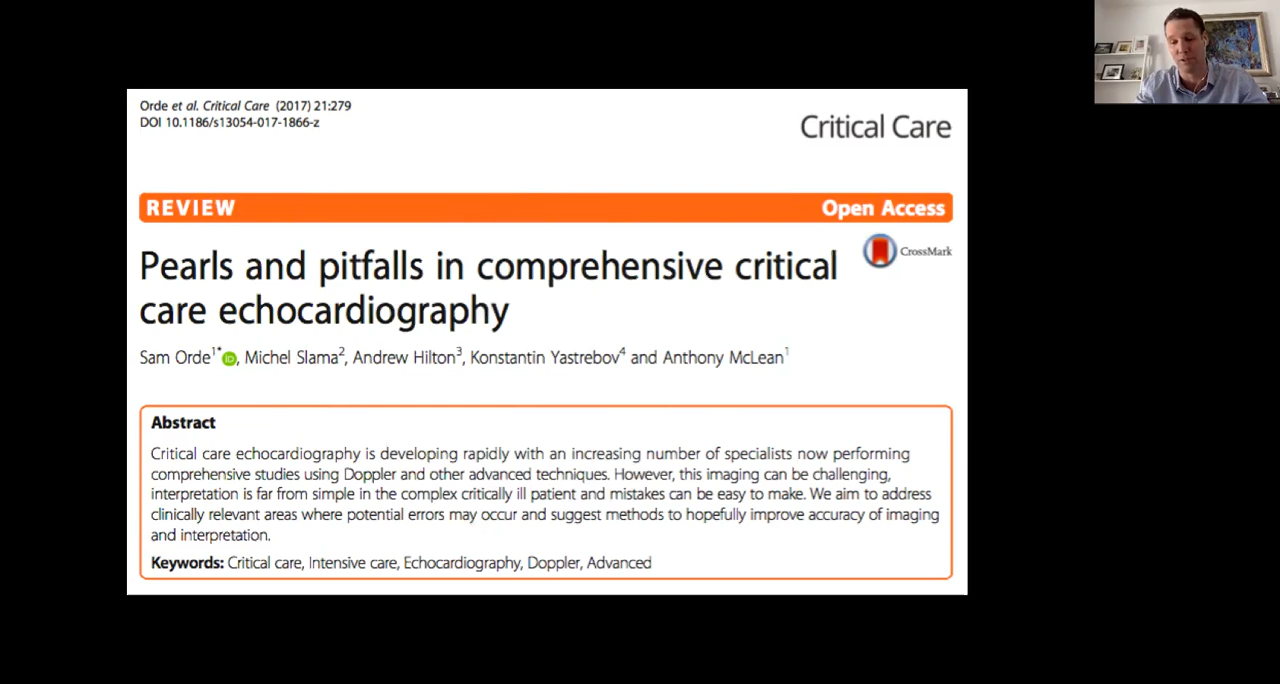 Orde et al. Critical Care (2017) 21:279
DOI 10.1186/s13054-017-1866-z
Critical Care
REVIEW
Open Access
CrossMark
Pearls and pitfalls in comprehensive critical
care echocardiography
Sam Orde1* iD, Michel Slama2, Andrew Hilton3, Konstantin Yastrebov4 and Anthony McLean1
Abstract
Critical care echocardiography is developing rapidly with an increasing number of specialists now performing
comprehensive studies using Doppler and other advanced techniques. However, this imaging can be challenging,
interpretation is far from simple in the complex critically ill patient and mistakes can be easy to make. We aim to address
clinically relevant areas where potential errors may occur and suggest methods to hopefully improve accuracy of imaging
and interpretation.
Keywords: Critical care, Intensive care, Echocardiography, Doppler, Advanced